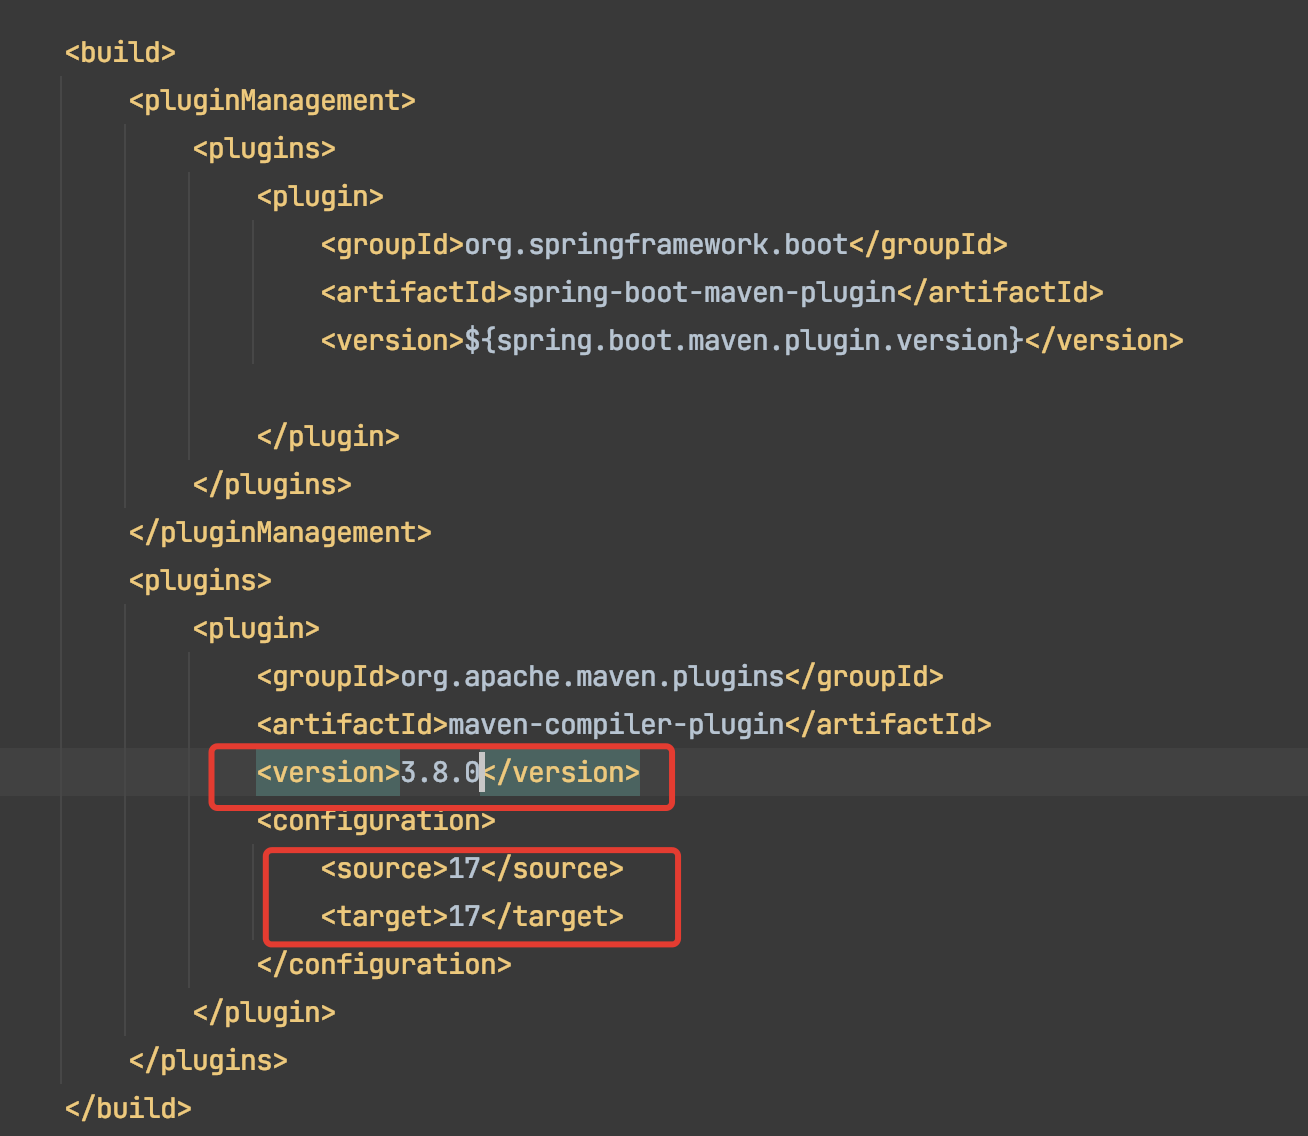 <build>
<pluginManagement>
<plugins>
<plugin>
<groupId>org.springframework.boot</groupId>
<artifactId>spring-boot-maven-plugin</artifactId>
<version>${spring.boot.maven.plugin.version}</version>
</plugin>
</plugins>
</pluginManagement>
<plugins>
<plugin>
<groupId>org.apache.maven.plugins</groupId>
<artifactId>maven-compiler-plugin</artifactId>
<version>3.8.0</version>
<configuration>
<source>17</source>
<target>17</target>
</configuration>
</plugin>
</plugins>
</build>